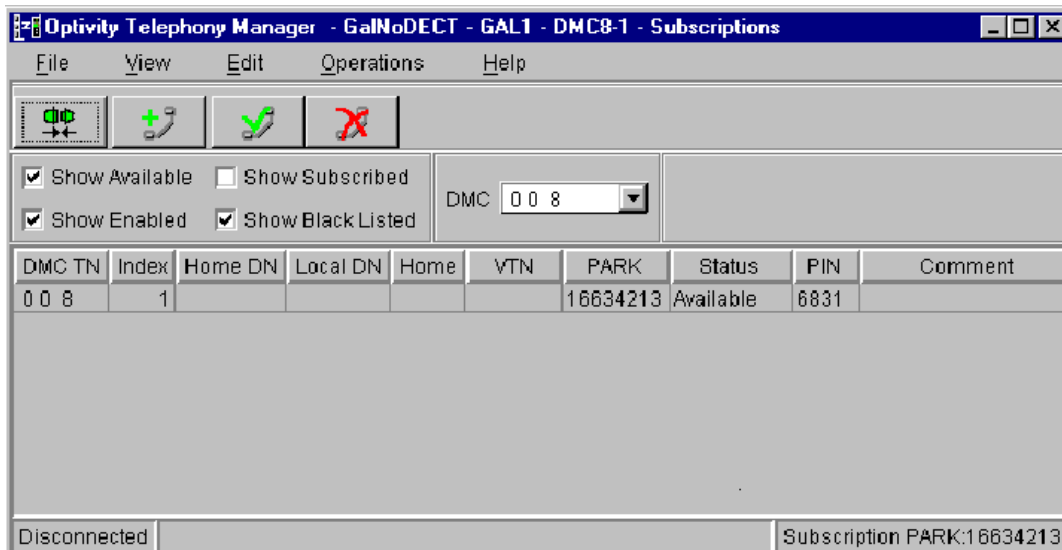 Optivity Telephony Manager - GalNoDECT - GAL1 - DMC8-1 - Subscriptions
File View Edit Operations Help
Show Available Show Subscribed
DMC 0 0 8
Show Enabled Show Black Listed
DMC TN Index Home DN Local DN Home VTN PARK Status PIN Comment
0 0 8 1 16634213 Available 6831
Disconnected Subscription PARK:16634213